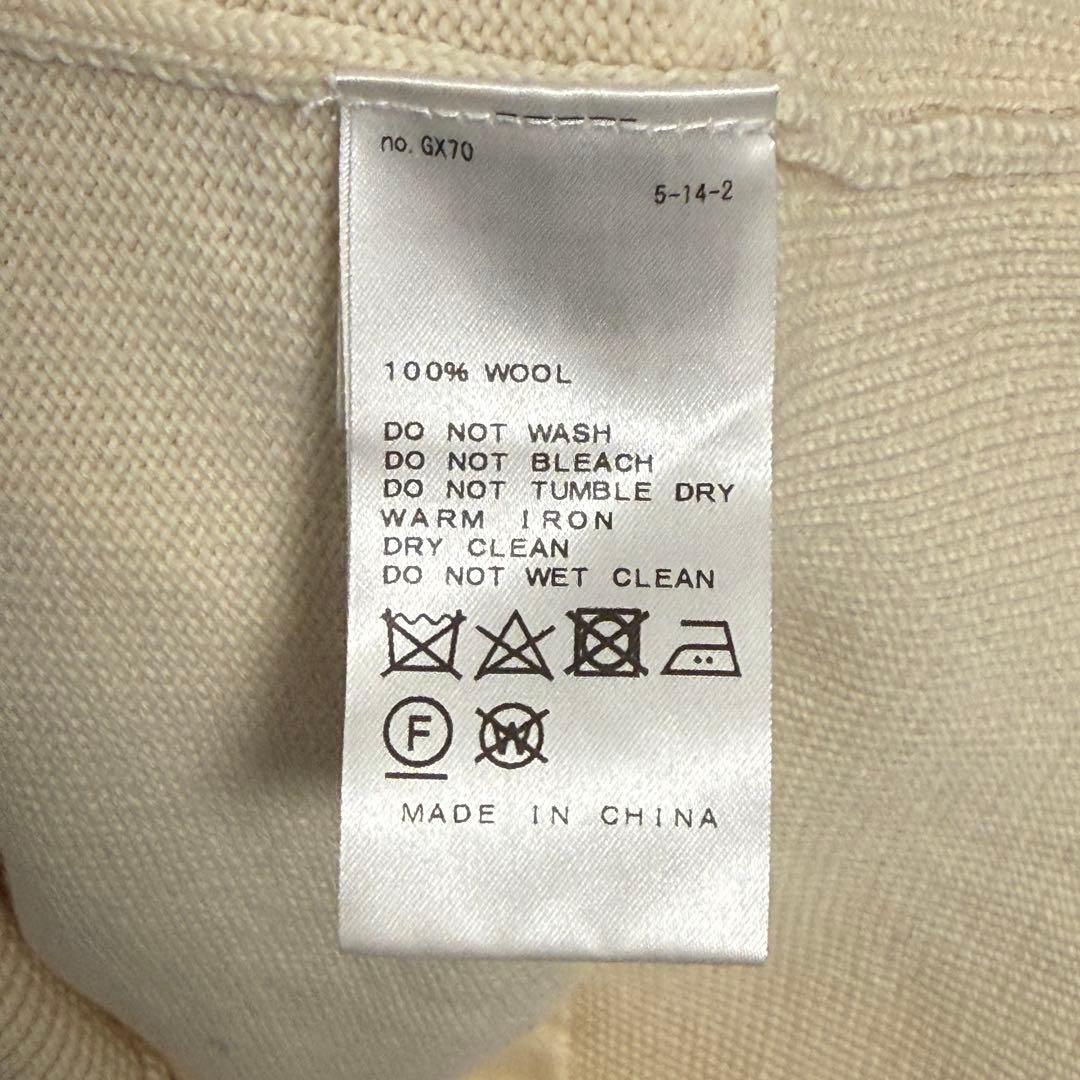 no. GX70
5-14-2
100% WOOL
DO NOT WASH
DO NOT BLEACH
DO NOT TUMBLE DRY
WARM IRON
DRY CLEAN
DO NOT WET CLEAN
F W
MADE IN CHINA